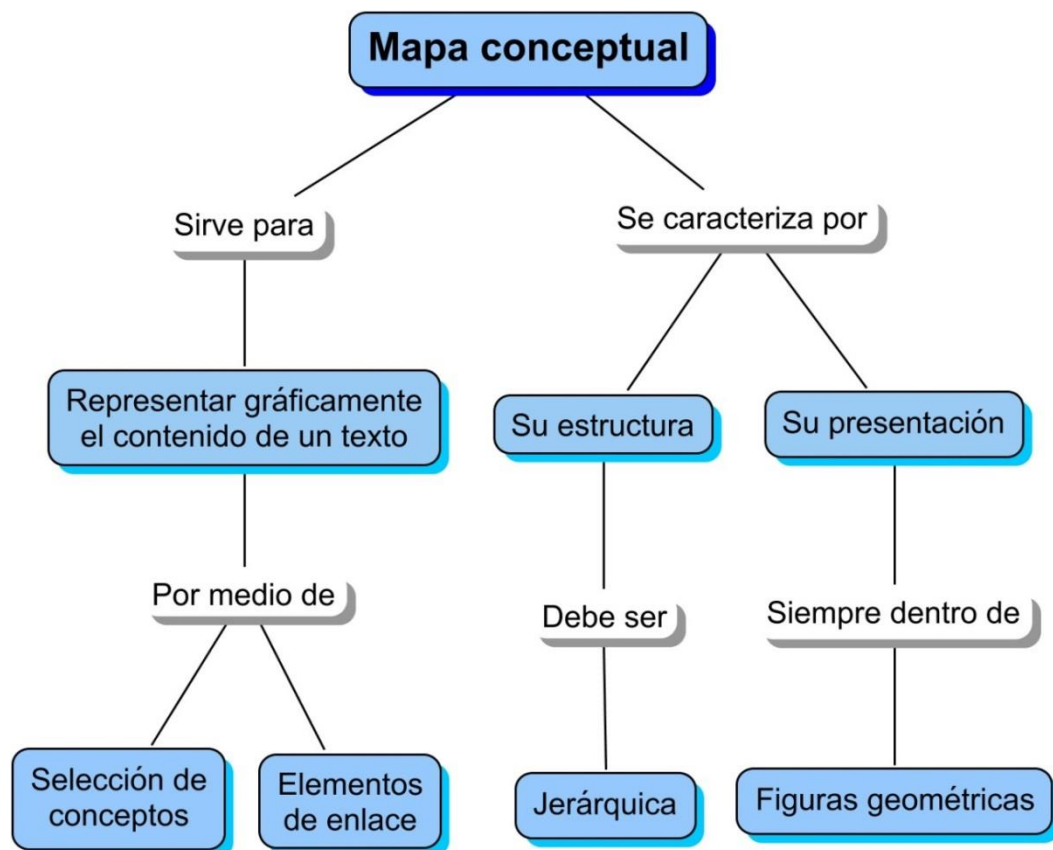 Mapa conceptual
Sirve para
Se caracteriza por
Representar gráficamente
el contenido de un texto
Su estructura
Su presentación
Por medio de
Debe ser
Siempre dentro de
Selección de
conceptos
Elementos
de enlace
Jerárquica
Figuras geométricas